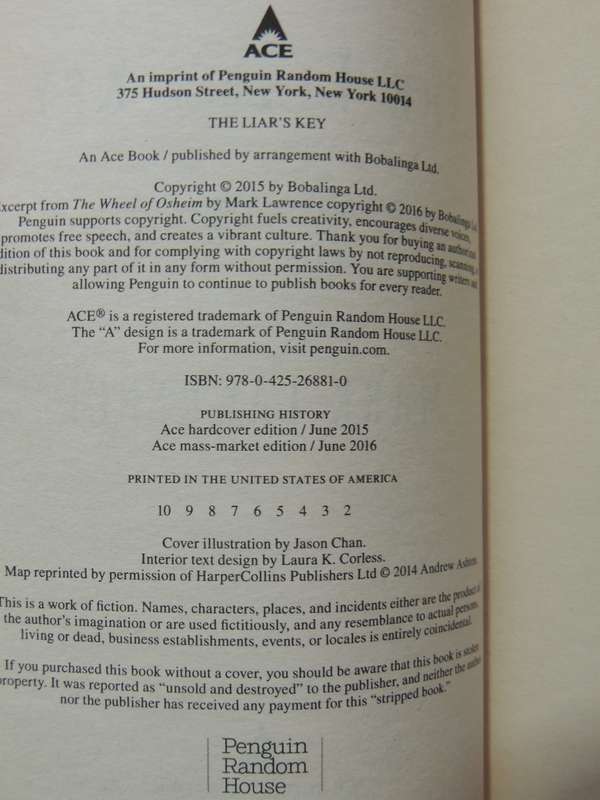 ACE
An imprint of Penguin Random House LLC
375 Hudson Street, New York, New York 10014
THE LIAR'S KEY
An Ace Book / published by arrangement with Bobalinga Ltd.
Copyright © 2015 by Bobalinga Ltd.
Excerpt from The Wheel of Osheim by Mark Lawrence copyright © 2016 by Bobalinga
Penguin supports copyright. Copyright fuels creativity, encourages diverse voices,
promotes free speech, and creates a vibrant culture. Thank you for buying an
of this book and for complying with copyright laws by not reproducing, scanning,
distributing any part of it in any form without permission. You are supporting writers and
allowing Penguin to continue to publish books for every reader.
ACE® is a registered trademark of Penguin Random House LLC.
The “A” design is a trademark of Penguin Random House LLC.
For more information, visit penguin.com.
ISBN: 978-0-425-26881-0
PUBLISHING HISTORY
Ace hardcover edition / June 2015
Ace mass-market edition / June 2016
PRINTED IN THE UNITED STATES OF AMERICA
10 9 8 7 6 5 4 3 2
Cover illustration by Jason Chan.
Interior text design by Laura K. Corless.
Map reprinted by permission of HarperCollins Publishers Ltd © 2014 Andrew
This is a work of fiction. Names, characters, places, and incidents either are the product
the author's imagination or are used fictitiously, and any resemblance to actual persons,
living or dead, business establishments, events, or locales is entirely coincidental.
If you purchased this book without a cover, you should be aware that this book is stolen
property. It was reported as “unsold and destroyed” to the publisher, and neither the author
nor the publisher has received any payment for this “stripped book.”
Penguin
Random
House